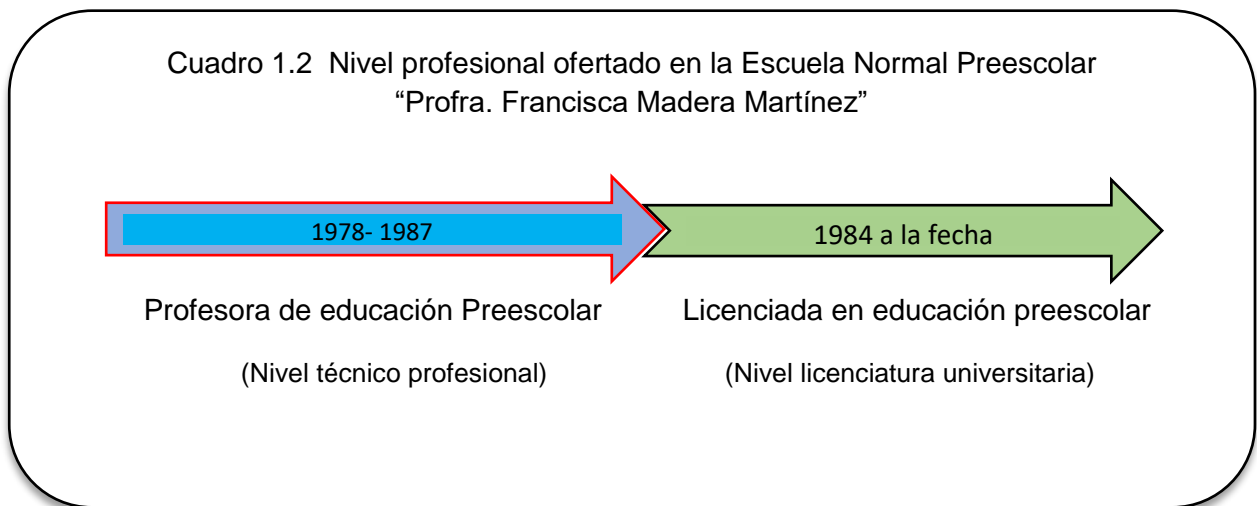 Cuadro 1.2 Nivel profesional ofertado en la Escuela Normal Preescolar
“Profra. Francisca Madera Martínez”
1978- 1987
1984 a la fecha
Profesora de educación Preescolar
Licenciada en educación preescolar
(Nivel técnico profesional)
(Nivel licenciatura universitaria)